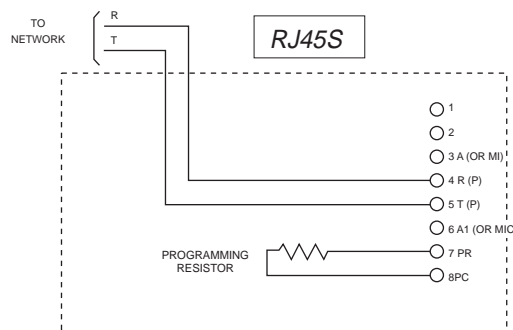 TO
NETWORK
R
T
RJ45S
1
2
3 A (OR MI)
4 R (P)
5 T (P)
6 A1 (OR MIC
7 PR
8PC
PROGRAMMING
RESISTOR